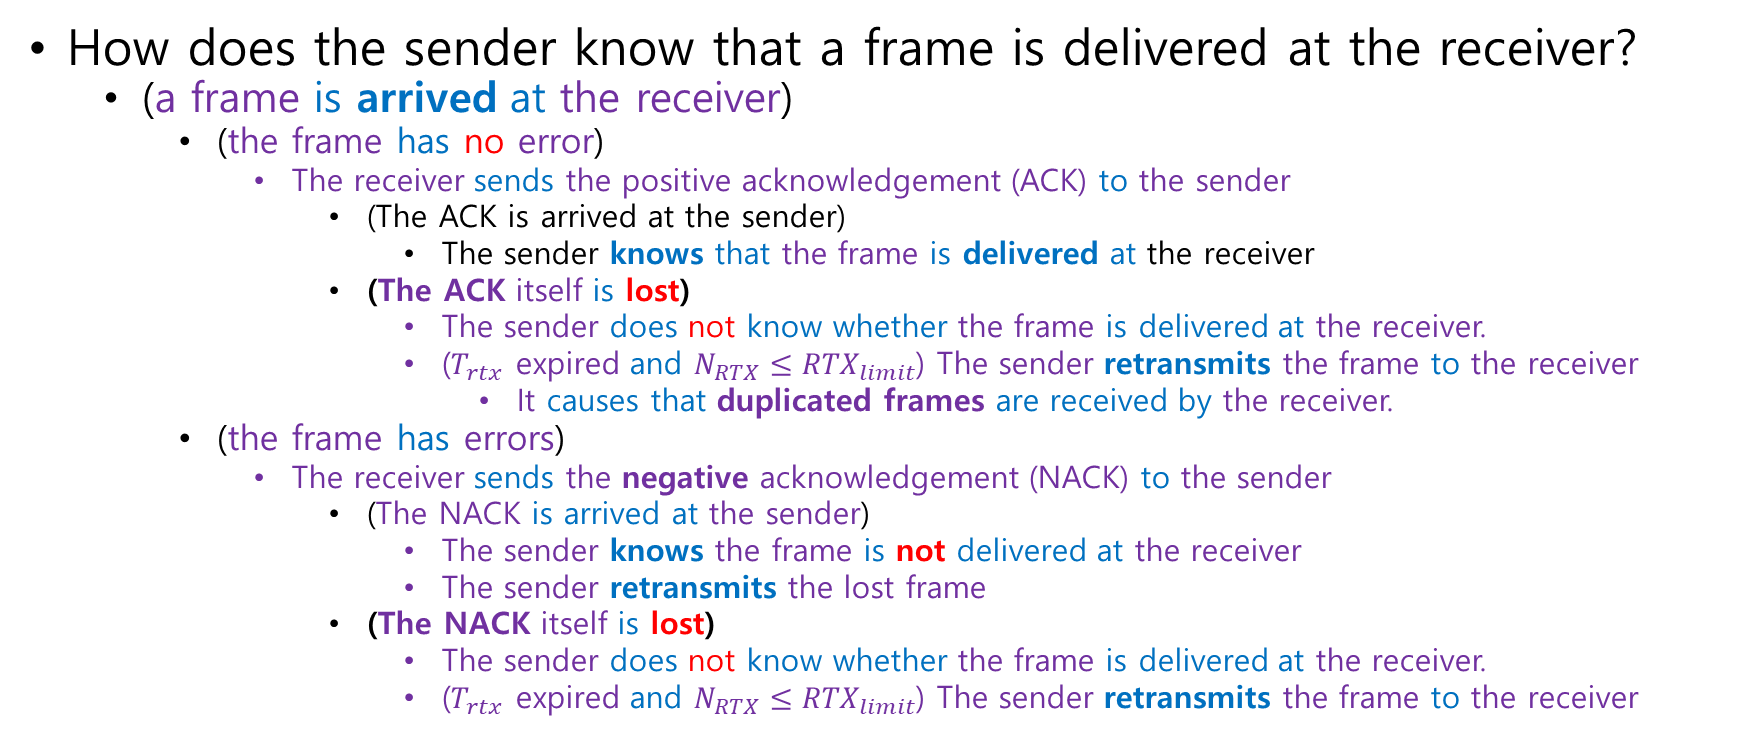 • How does the sender know that a frame is delivered at the receiver?
• (a frame is arrived at the receiver)
• (the frame has no error)
• The receiver sends the positive acknowledgement (ACK) to the sender
• (The ACK is arrived at the sender)
• The sender knows that the frame is delivered at the receiver
• (The ACK itself is lost)
• The sender does not know whether the frame is delivered at the receiver.
• (T_rtx expired and N_RTX ≤ RTX_limit) The sender retransmits the frame to the receiver
• It causes that duplicated frames are received by the receiver.
• (the frame has errors)
• The receiver sends the negative acknowledgement (NACK) to the sender
• (The NACK is arrived at the sender)
• The sender knows the frame is not delivered at the receiver
• The sender retransmits the lost frame
• (The NACK itself is lost)
• The sender does not know whether the frame is delivered at the receiver.
• (T_rtx expired and N_RTX ≤ RTX_limit) The sender retransmits the frame to the receiver